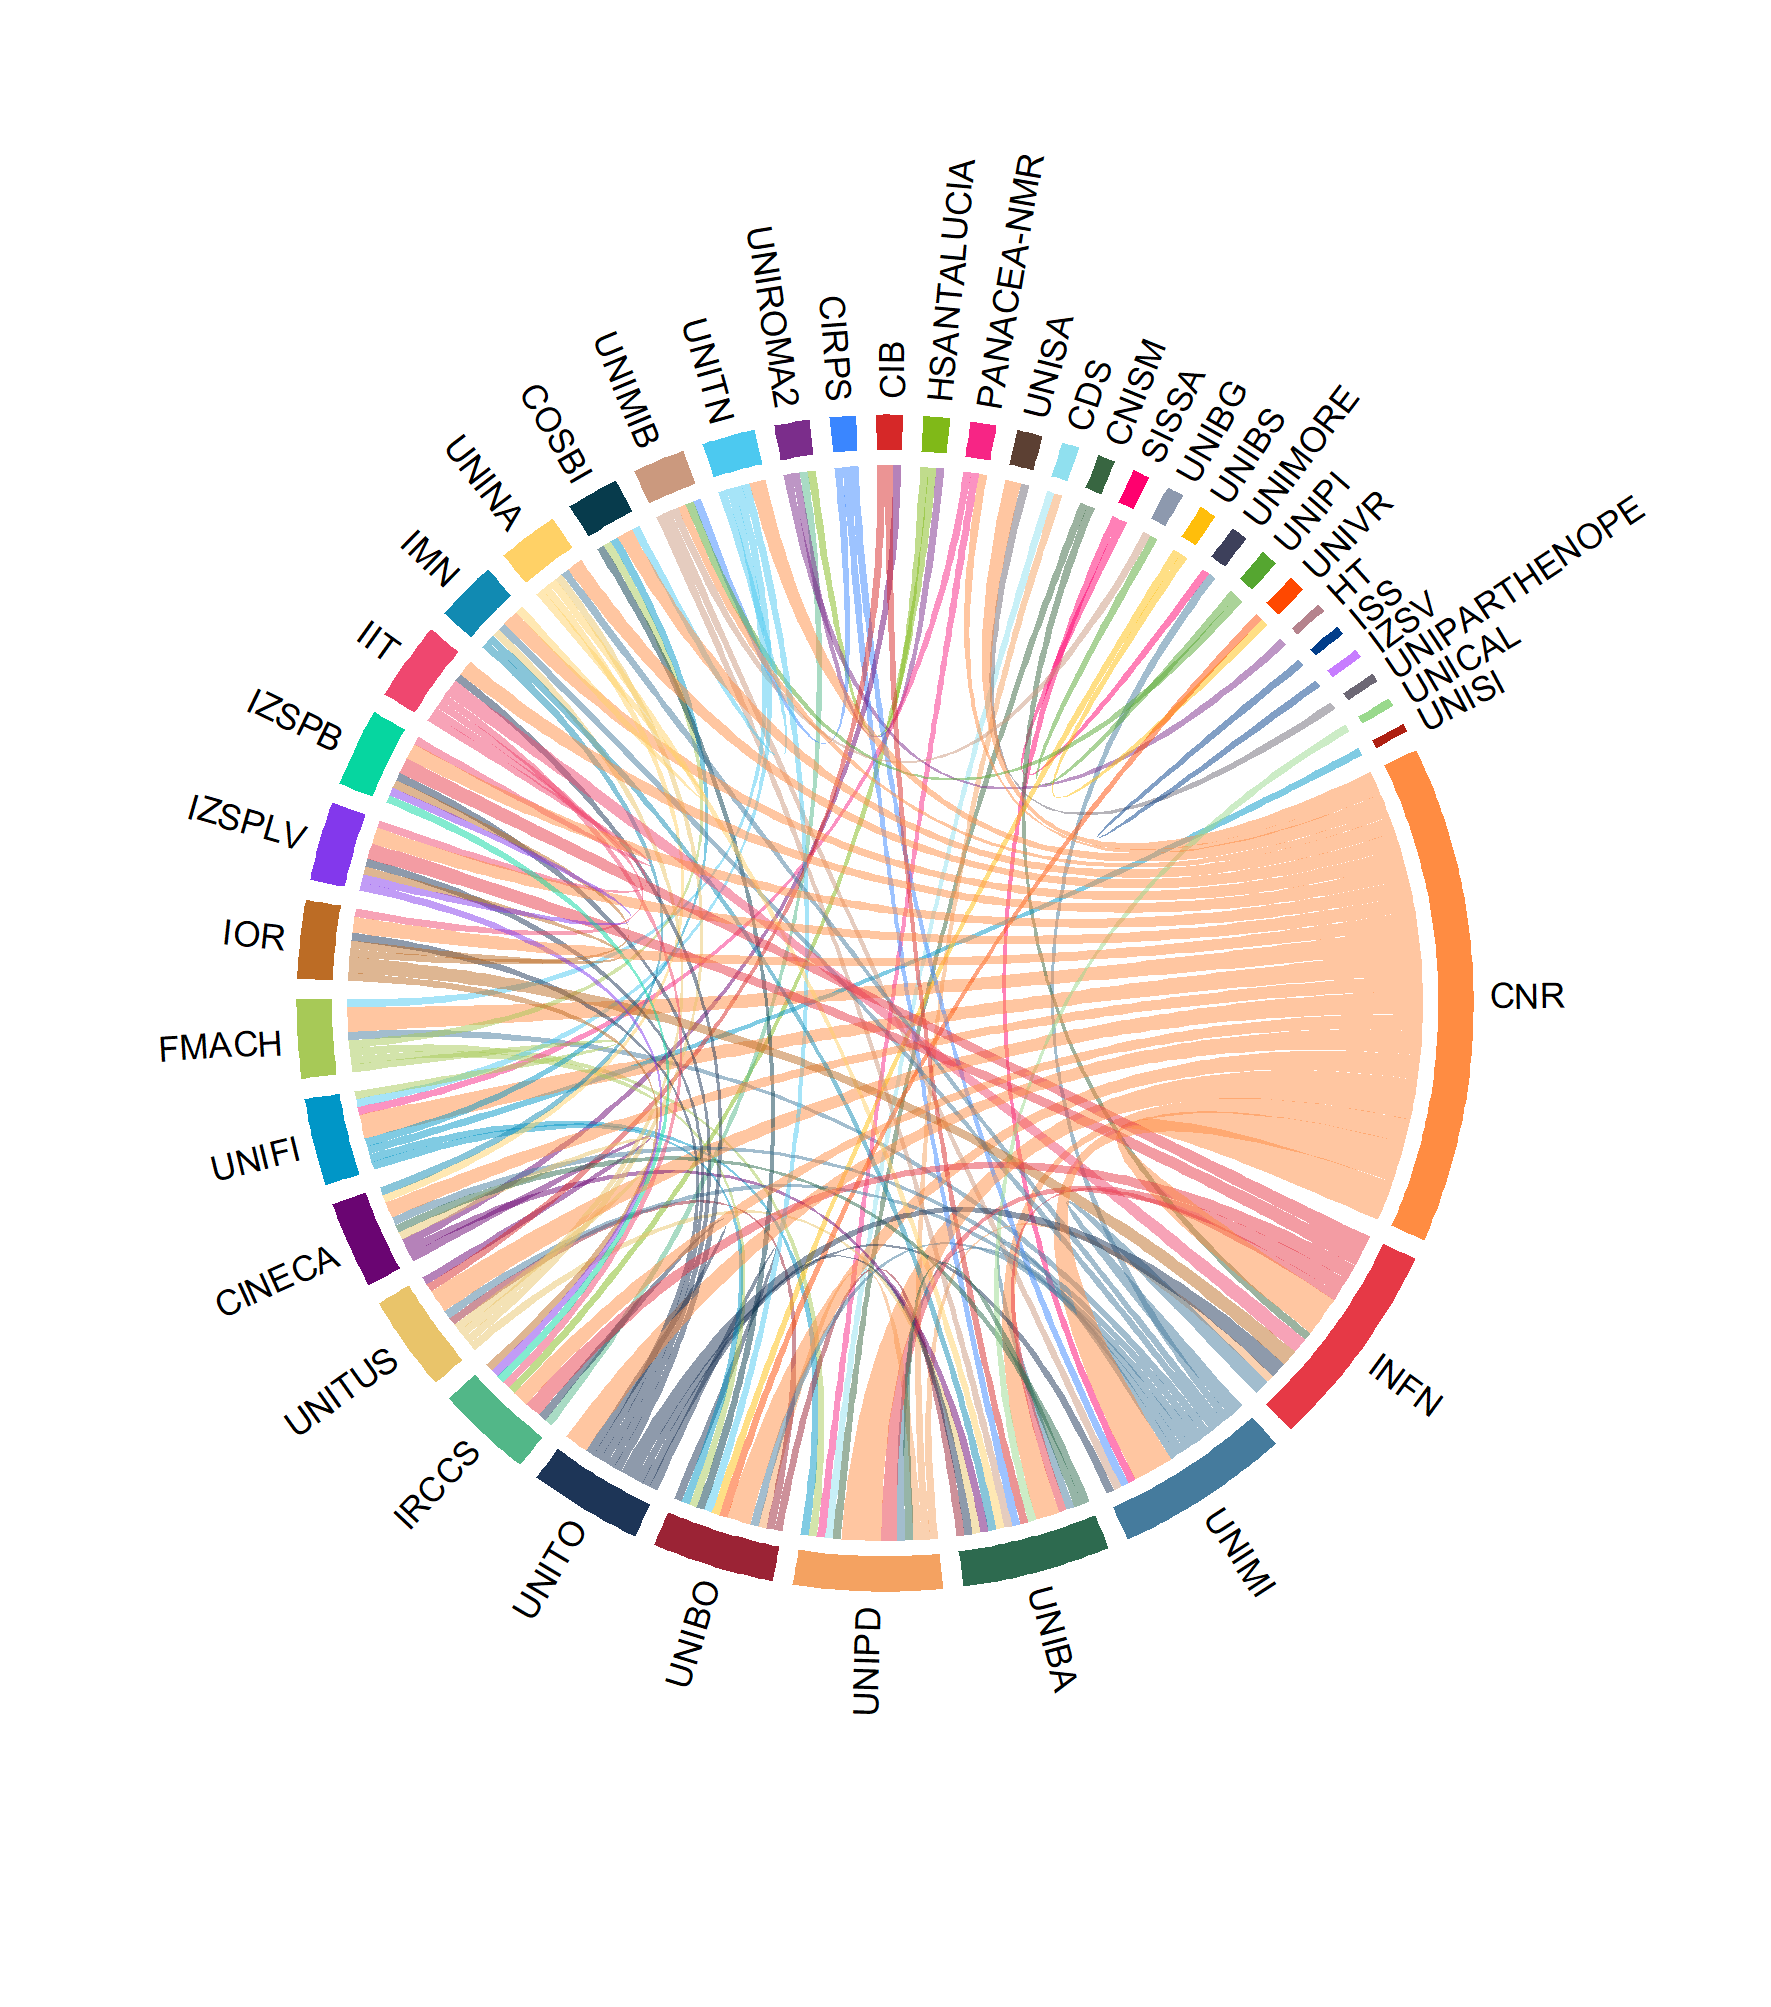 UNIROMA2
CIRPS
CIB
HSANTALUCIA
PANACEA-NMR
UNISA
CDS
CNISM
SISSA
UNIBG
UNIBS
UNIMORE
UNIPI
UNIVR
HT
ISS
IZSV
UNIPARTHENOPE
UNICAL
UNISI
CNR
INFN
UNIMI
UNIBA
UNIPD
UNIBO
UNITO
IRCCS
UNITUS
CINECA
UNIFI
FMACH
IOR
IZSPLV
IZSPB
IIT
IMN
UNINA
COSBI
UNIMIB
UNITN